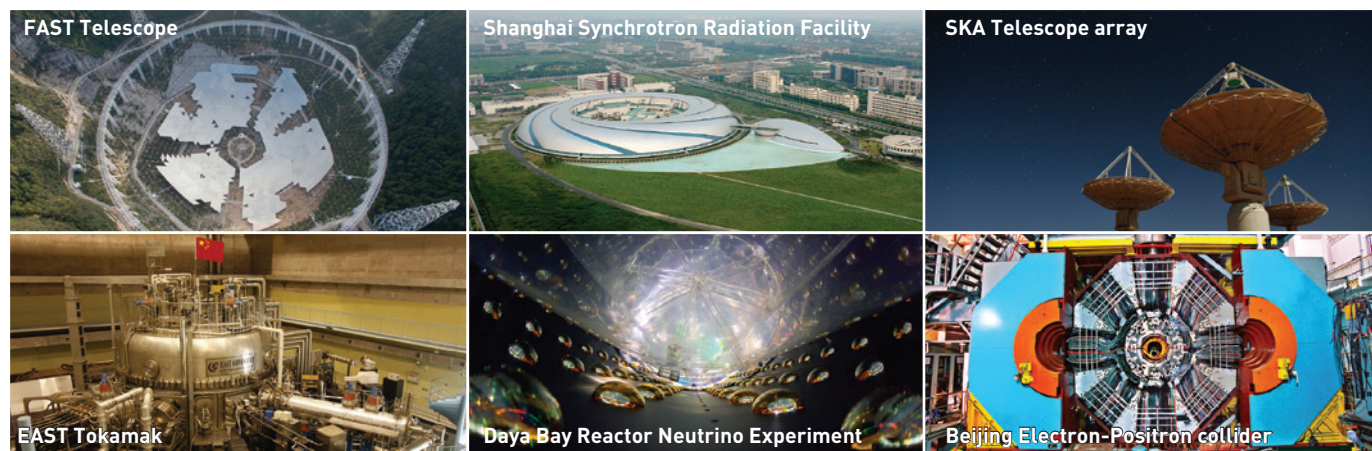 FAST Telescope
Shanghai Synchrotron Radiation Facility
SKA Telescope array
EAST Tokamak
Daya Bay Reactor Neutrino Experiment
Beijing Electron-Positron collider